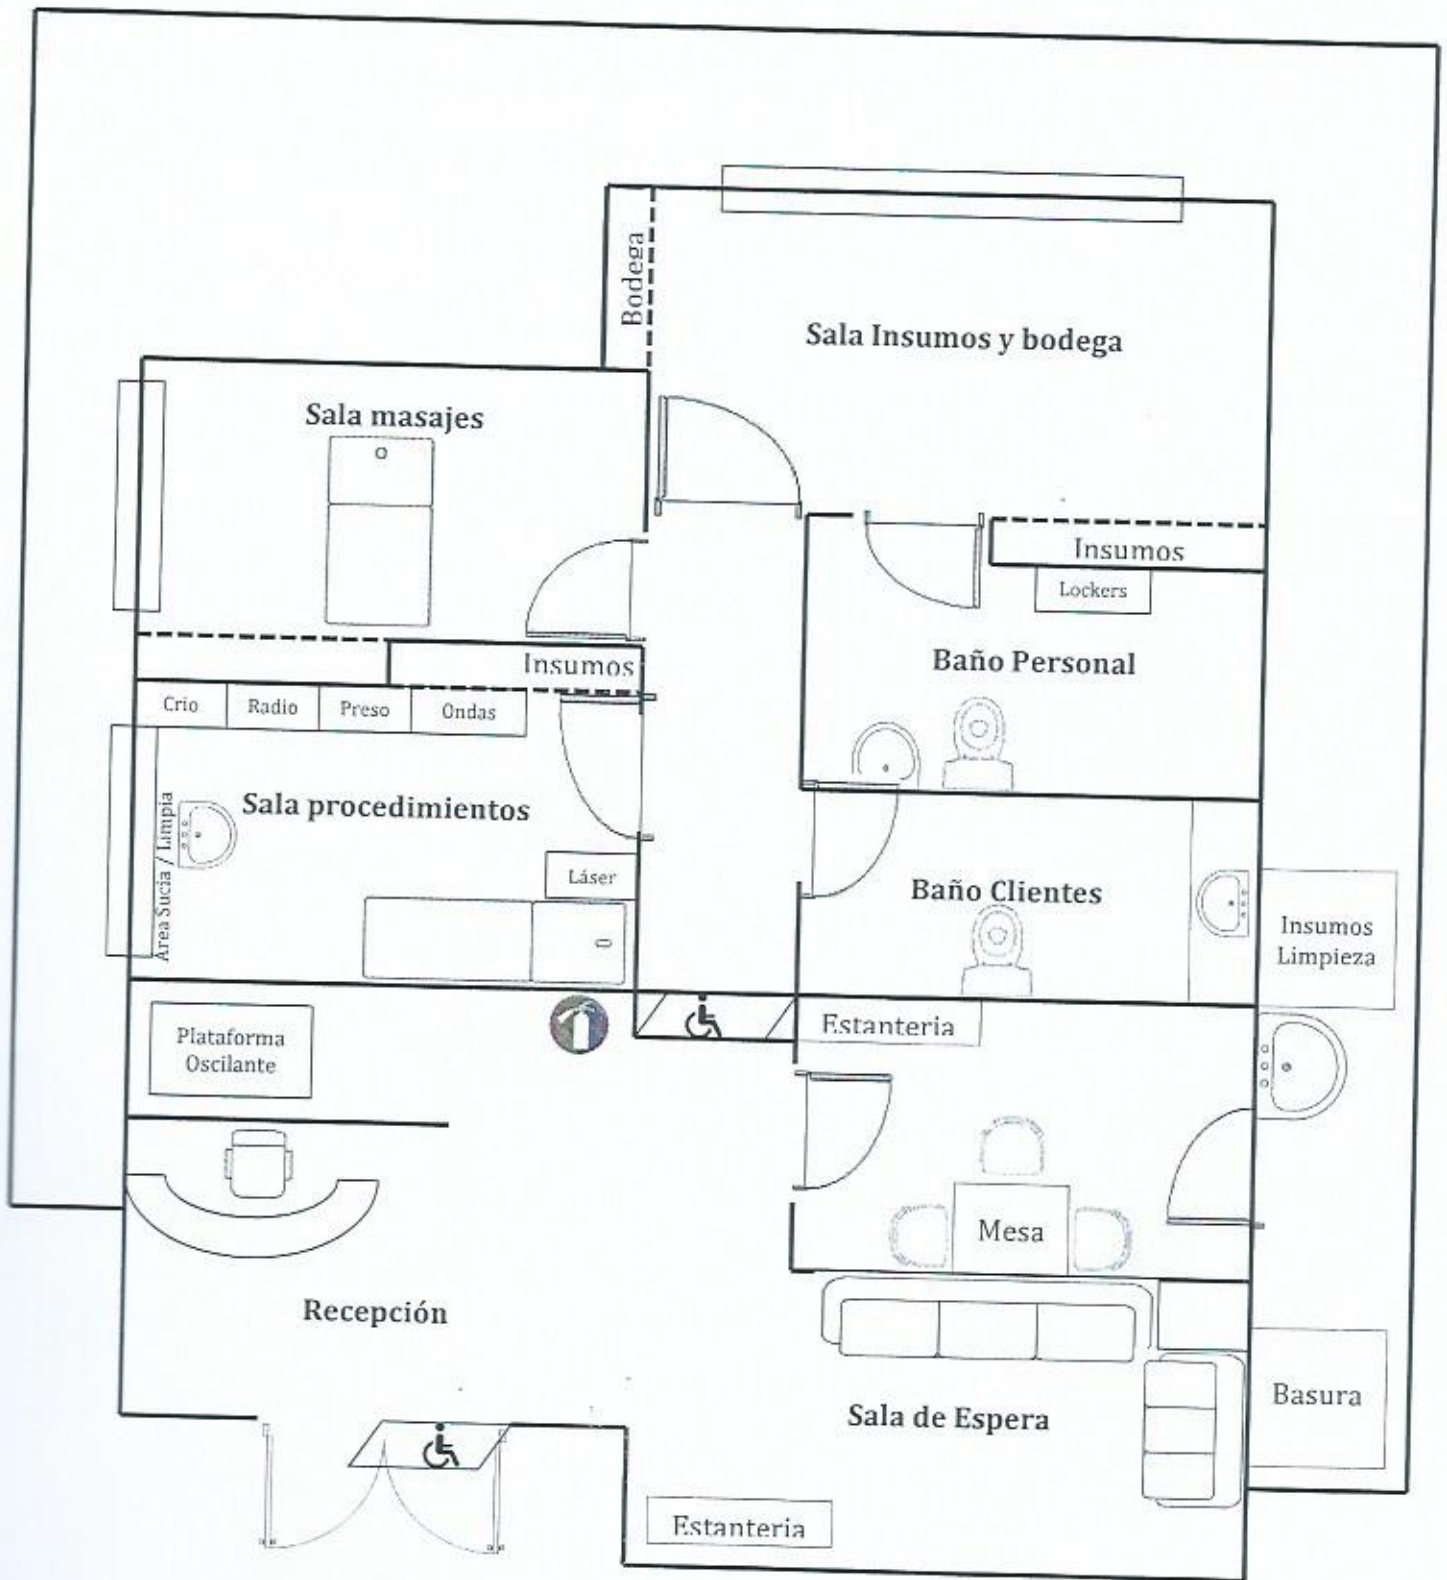 Bodega
Sala Insumos y bodega
Sala masajes
Insumos
Lockers
Insumos
Baño Personal
Crio
Radio
Preso
Ondas
Sala procedimientos
Area Sucia / Limpia
Láser
Baño Clientes
Insumos
Limpieza
Plataforma
Oscilante
Estanteria
Mesa
Recepción
Sala de Espera
Basura
Estanteria